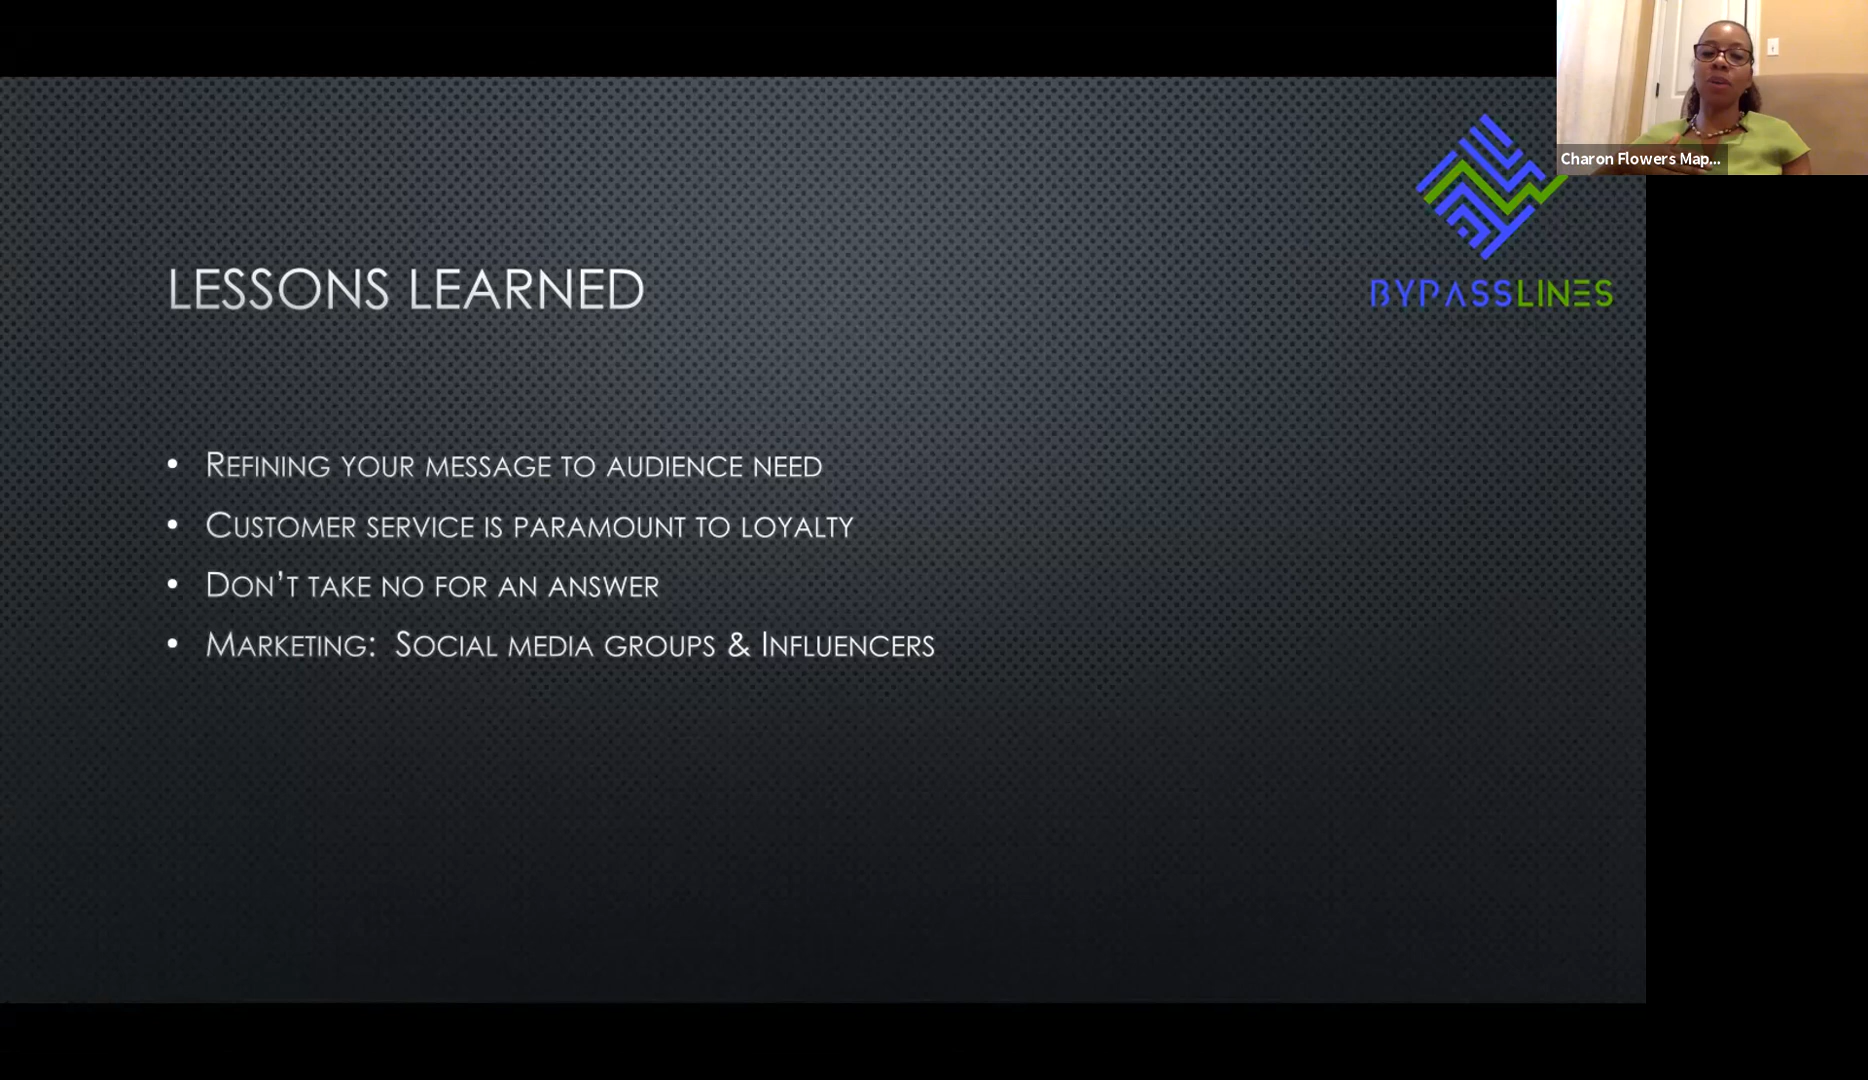 Charon Flowers Map...
BYPASSLINES
LESSONS LEARNED
• REFINING YOUR MESSAGE TO AUDIENCE NEED
• CUSTOMER SERVICE IS PARAMOUNT TO LOYALTY
• DON’T TAKE NO FOR AN ANSWER
• MARKETING:  SOCIAL MEDIA GROUPS & INFLUENCERS